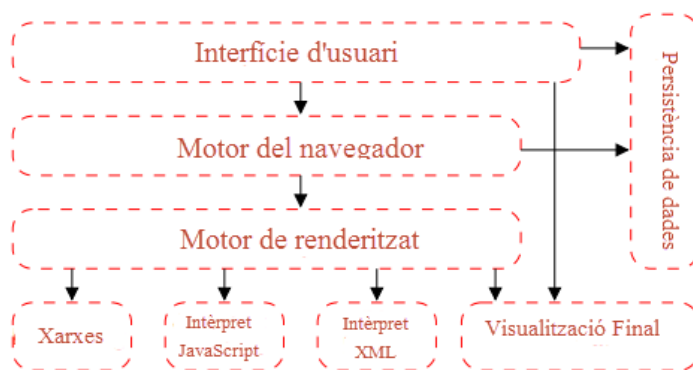 Interfície d'usuari
Persistència de dades
Motor del navegador
Motor de renderitzat
Xarxes
Intèrpret
JavaScript
Intèrpret
XML
Visualització Final